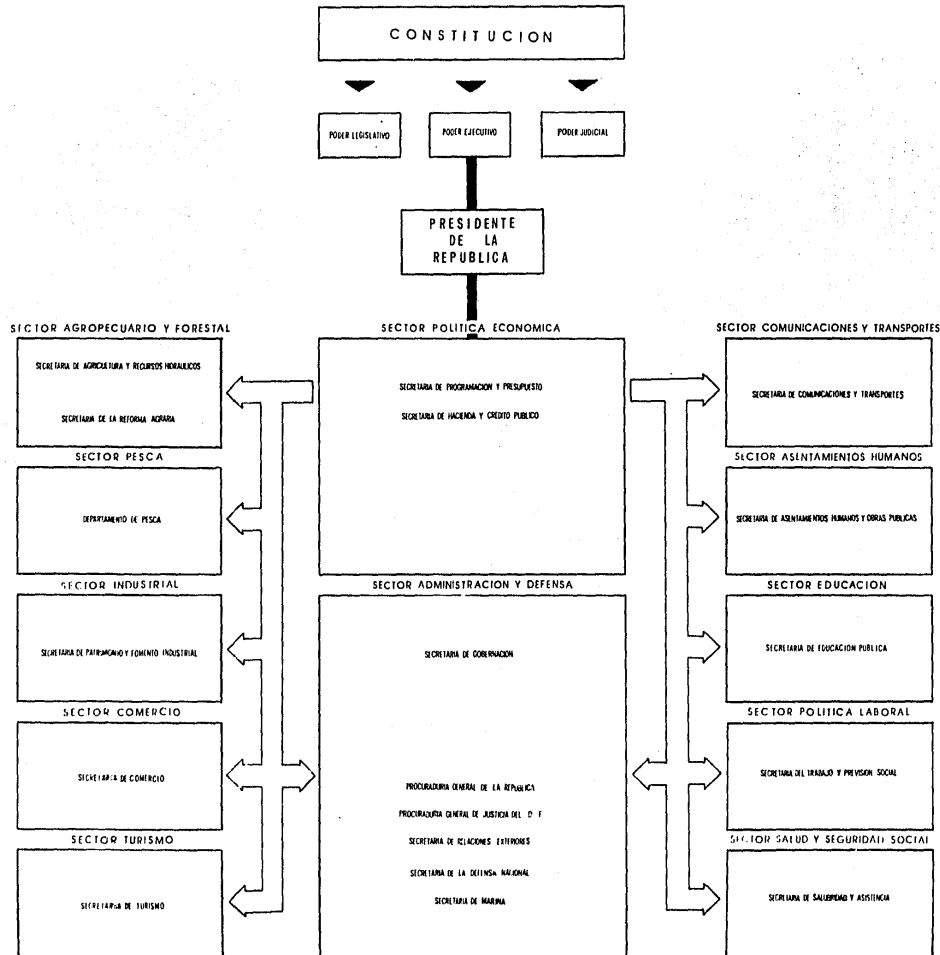 CONSTITUCION
PODER LEGISLATIVO
PODER EJECUTIVO
PODER JUDICIAL
PRESIDENTE
DE LA
REPUBLICA
SECTOR AGROPECUARIO Y FORESTAL
SECRETARIA DE AGRICULTURA Y RECURSOS HIDRAULICOS
SECRETARIA DE LA REFORMA AGRARIA
SECTOR PESCA
DEPARTAMENTO DE PESCA
SECTOR INDUSTRIAL
SECRETARIA DE PATRIMONIO Y FOMENTO INDUSTRIAL
SECTOR COMERCIO
SECRETARIA DE COMERCIO
SECTOR TURISMO
SECRETARIA DE TURISMO
SECTOR POLITICA ECONOMICA
SECRETARIA DE PROGRAMACION Y PRESUPUESTO
SECRETARIA DE HACIENDA Y CREDITO PUBLICO
SECTOR ADMINISTRACION Y DEFENSA
SECRETARIA DE GOBERNACION
PROCURADURIA GENERAL DE LA REPUBLICA
PROCURADURIA GENERAL DE JUSTICIA DEL D F
SECRETARIA DE RELACIONES EXTERIORES
SECRETARIA DE LA DEFENSA NACIONAL
SECRETARIA DE MARINA
SECTOR COMUNICACIONES Y TRANSPORTES
SECRETARIA DE COMUNICACIONES Y TRANSPORTES
SECTOR ASENTAMIENTOS HUMANOS
SECRETARIA DE ASENTAMIENTOS HUMANOS Y OBRAS PUBLICAS
SECTOR EDUCACION
SECRETARIA DE EDUCACION PUBLICA
SECTOR POLITICA LABORAL
SECRETARIA DEL TRABAJO Y PREVISION SOCIAL
SECTOR SALUD Y SEGURIDAD SOCIAL
SECRETARIA DE SALUBRIDAD Y ASISTENCIA